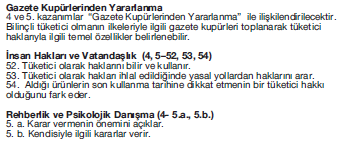 Gazete Kupürlerinden Yararlanma
4 ve 5. kazanımlar "Gazete Kupürlerinden Yararlanma" ile ilişkilendirilecektir.
Bilinçli tüketici olmanın ilkeleriyle ilgili gazete kupürleri toplanarak tüketici
haklarıyla ilgili temel özellikler belirlenebilir.
İnsan Hakları ve Vatandaşlık (4, 5–52, 53, 54)
52. Tüketici olarak haklarını bilir ve kullanır.
53. Tüketici olarak hakları ihlal edildiğinde yasal yollardan haklarını arar.
54. Aldığı ürünlerin son kullanma tarihine dikkat etmenin bir tüketici hakkı
olduğunu fark eder.
Rehberlik ve Psikolojik Danışma (4- 5.a., 5.b.)
5. a. Karar vermenin önemini açıklar.
5. b. Kendisiyle ilgili kararlar verir.